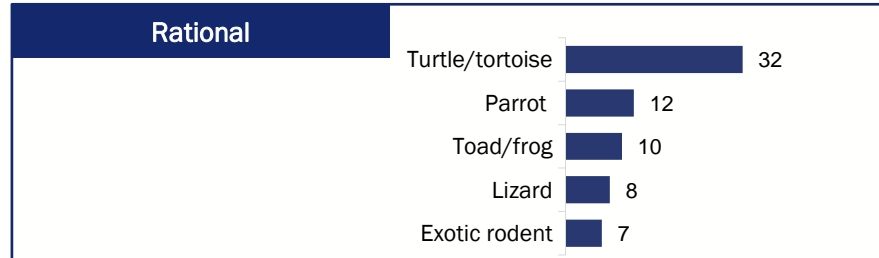 Rational
Turtle/tortoise 32
Parrot 12
Toad/frog 10
Lizard 8
Exotic rodent 7